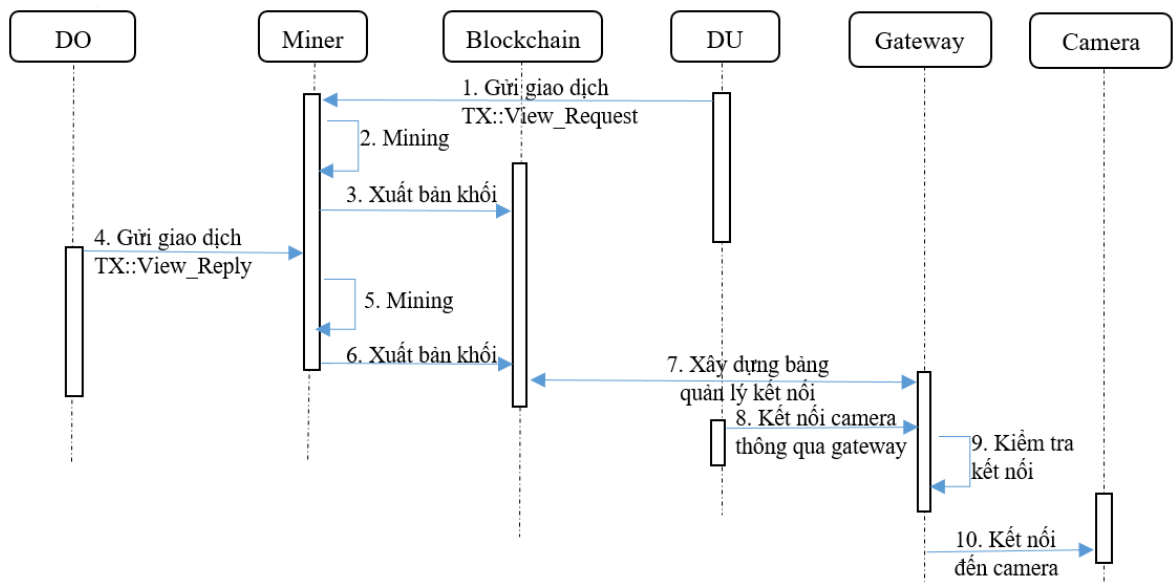 DO
Miner
Blockchain
DU
Gateway
Camera
1. Gửi giao dịch
TX::View_Request
2. Mining
3. Xuất bản khối
4. Gửi giao dịch
TX::View_Reply
5. Mining
6. Xuất bản khối
7. Xây dựng bảng
quản lý kết nối
8. Kết nối camera
thông qua gateway
9. Kiểm tra
kết nối
10. Kết nối
đến camera